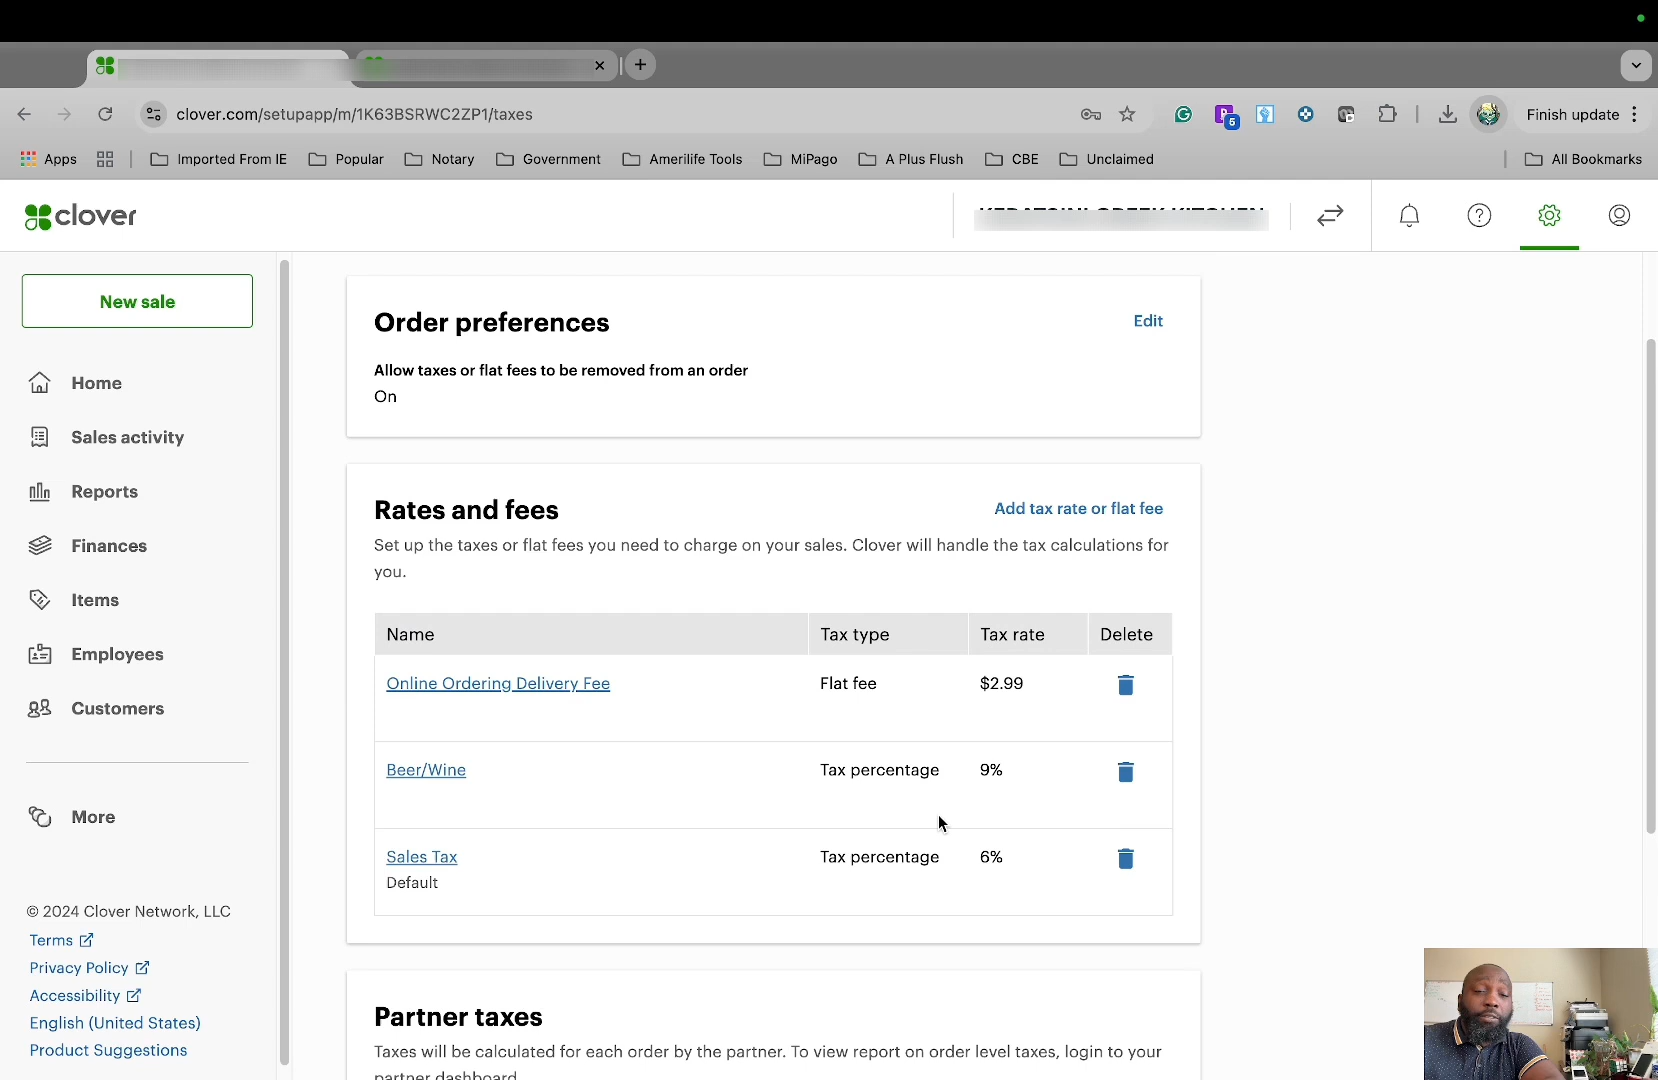 clover.com/setupapp/m/1K63BSRWC2ZP1/taxes
6
Finish update
Apps
Imported From IE
Popular
Notary
Government
Amerilife Tools
MiPago
A Plus Flush
CBE
Unclaimed
All Bookmarks
clover
New sale
Home
Sales activity
Reports
Finances
Items
Employees
Customers
More
© 2024 Clover Network, LLC
Terms
Privacy Policy
Accessibility
English (United States)
Product Suggestions
Order preferences
Edit
Allow taxes or flat fees to be removed from an order
On
Rates and fees
Add tax rate or flat fee
Set up the taxes or flat fees you need to charge on your sales. Clover will handle the tax calculations for
you.
Name Tax type Tax rate Delete
Online Ordering Delivery Fee Flat fee $2.99
Beer/Wine Tax percentage 9%
Sales Tax Tax percentage 6%
Default
Partner taxes
Taxes will be calculated for each order by the partner. To view report on order level taxes, login to your
partner dashboard